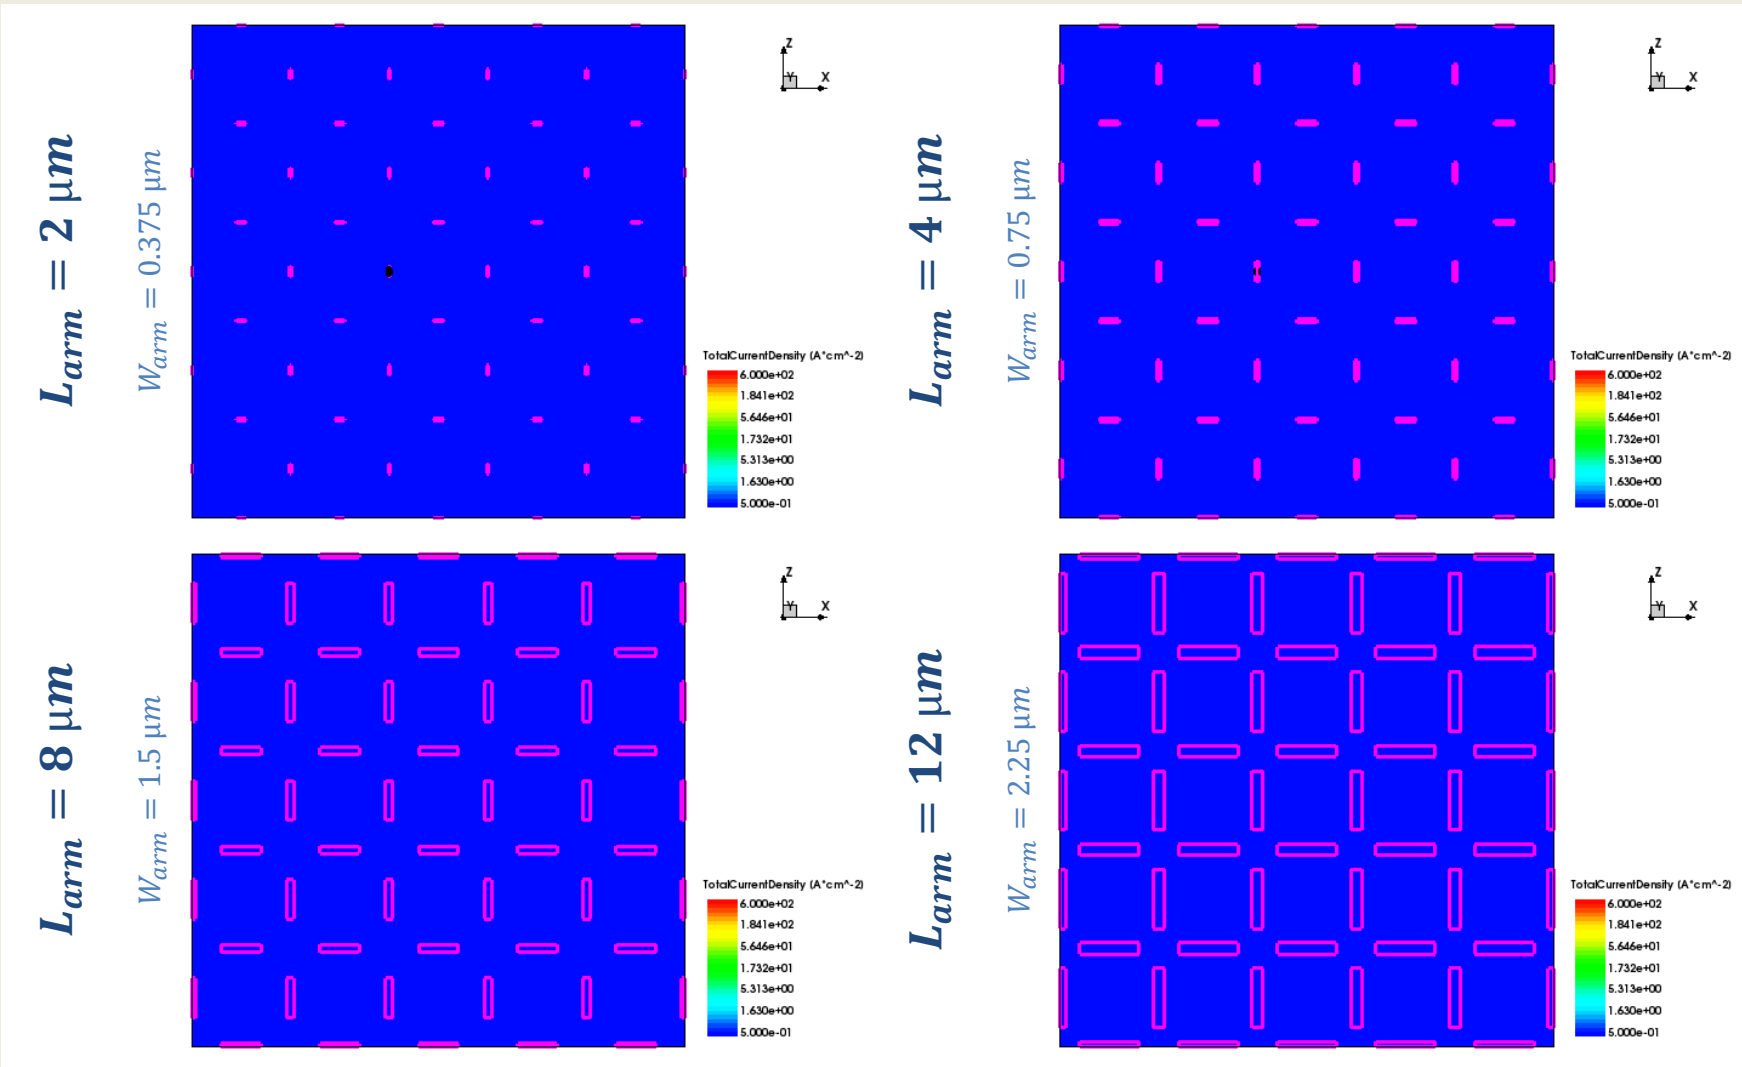 L_arm = 2 μm
W_arm = 0.375 μm
Z
Y X
TotalCurrentDensity (A*cm^-2)
6.000e+02
1.841e+02
5.646e+01
1.732e+01
5.313e+00
1.630e+00
5.000e-01
L_arm = 4 μm
W_arm = 0.75 μm
Z
Y X
TotalCurrentDensity (A*cm^-2)
6.000e+02
1.841e+02
5.646e+01
1.732e+01
5.313e+00
1.630e+00
5.000e-01
L_arm = 8 μm
W_arm = 1.5 μm
Z
Y X
TotalCurrentDensity (A*cm^-2)
6.000e+02
1.841e+02
5.646e+01
1.732e+01
5.313e+00
1.630e+00
5.000e-01
L_arm = 12 μm
W_arm = 2.25 μm
Z
Y X
TotalCurrentDensity (A*cm^-2)
6.000e+02
1.841e+02
5.646e+01
1.732e+01
5.313e+00
1.630e+00
5.000e-01